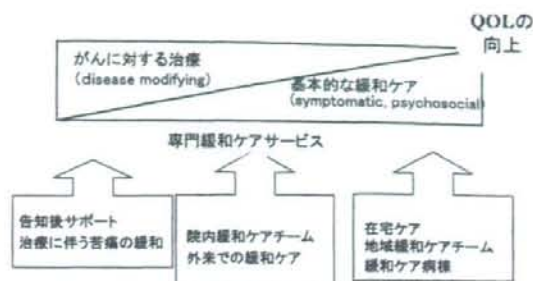 QOLの
向上
がんに対する治療
(disease modifying)
基本的な緩和ケア
(symptomatic, psychosocial)
専門緩和ケアサービス
告知後サポート
治療に伴う苦痛の緩和
院内緩和ケアチーム
外来での緩和ケア
在宅ケア
地域緩和ケアチーム
緩和ケア病棟